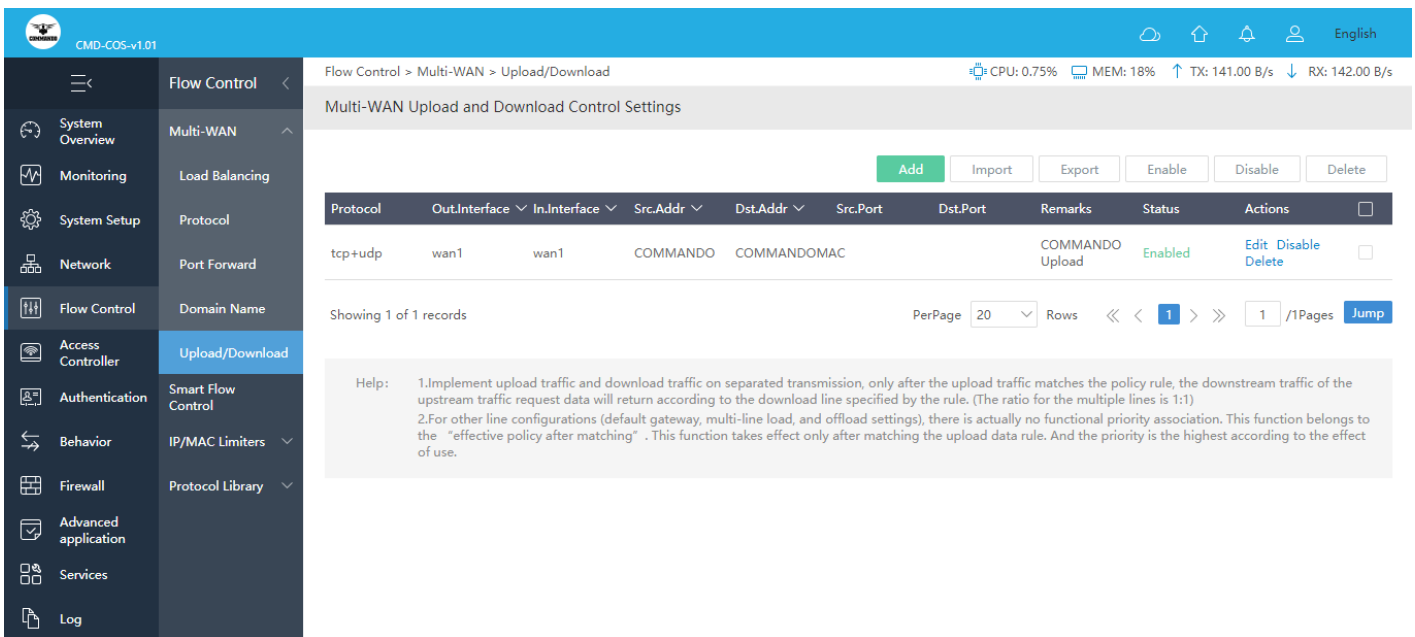 COMMANDO
CMD-COS-v1.01
English
Flow Control
Flow Control > Multi-WAN > Upload/Download
CPU: 0.75% MEM: 18% TX: 141.00 B/s RX: 142.00 B/s
Multi-WAN Upload and Download Control Settings
System
Overview
Monitoring
System Setup
Network
Flow Control
Access
Controller
Authentication
Behavior
Firewall
Advanced
application
Services
Log
Multi-WAN
Load Balancing
Protocol
Port Forward
Domain Name
Upload/Download
Smart Flow
Control
IP/MAC Limiters
Protocol Library
Add Import Export Enable Disable Delete
Protocol Out.Interface In.Interface Src.Addr Dst.Addr Src.Port Dst.Port Remarks Status Actions
tcp+udp wan1 wan1 COMMANDO COMMANDOMAC COMMANDO Upload Enabled Edit Disable Delete
Showing 1 of 1 records
PerPage 20 Rows 1 1 /1Pages Jump
Help: 1.Implement upload traffic and download traffic on separated transmission, only after the upload traffic matches the policy rule, the downstream traffic of the
upstream traffic request data will return according to the download line specified by the rule. (The ratio for the multiple lines is 1:1)
2.For other line configurations (default gateway, multi-line load, and offload settings), there is actually no functional priority association. This function belongs to
the “effective policy after matching”. This function takes effect only after matching the upload data rule. And the priority is the highest according to the effect
of use.